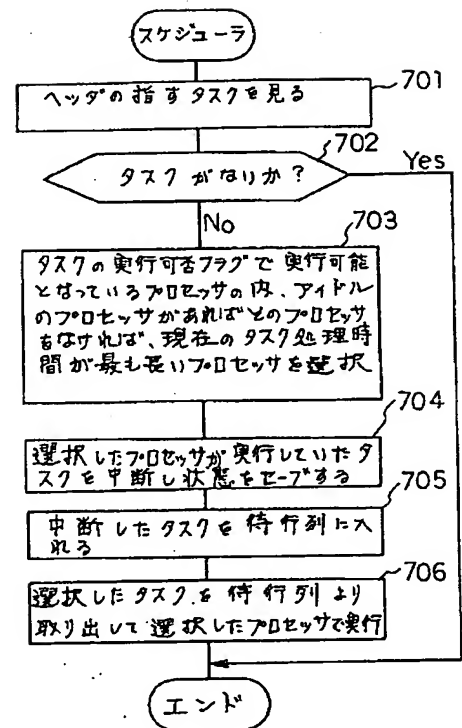 スケジューラ
701
ヘッダの指すタスクを見る
702
タスクがないか?
Yes
No
703
タスクの実行可否フラグで実行可能
となっているプロセッサの内、アイドル
のプロセッサがあればとのプロセッサ
をなければ、現在のタスク処理時
間が最も長いプロセッサを選択
704
選択したプロセッサが実行していたタ
スクを中断し状態をセーブする
705
中断したタスクを待行列に入
れる
706
選択したタスクを待行列より
取り出して選択したプロセッサで実行
エンド